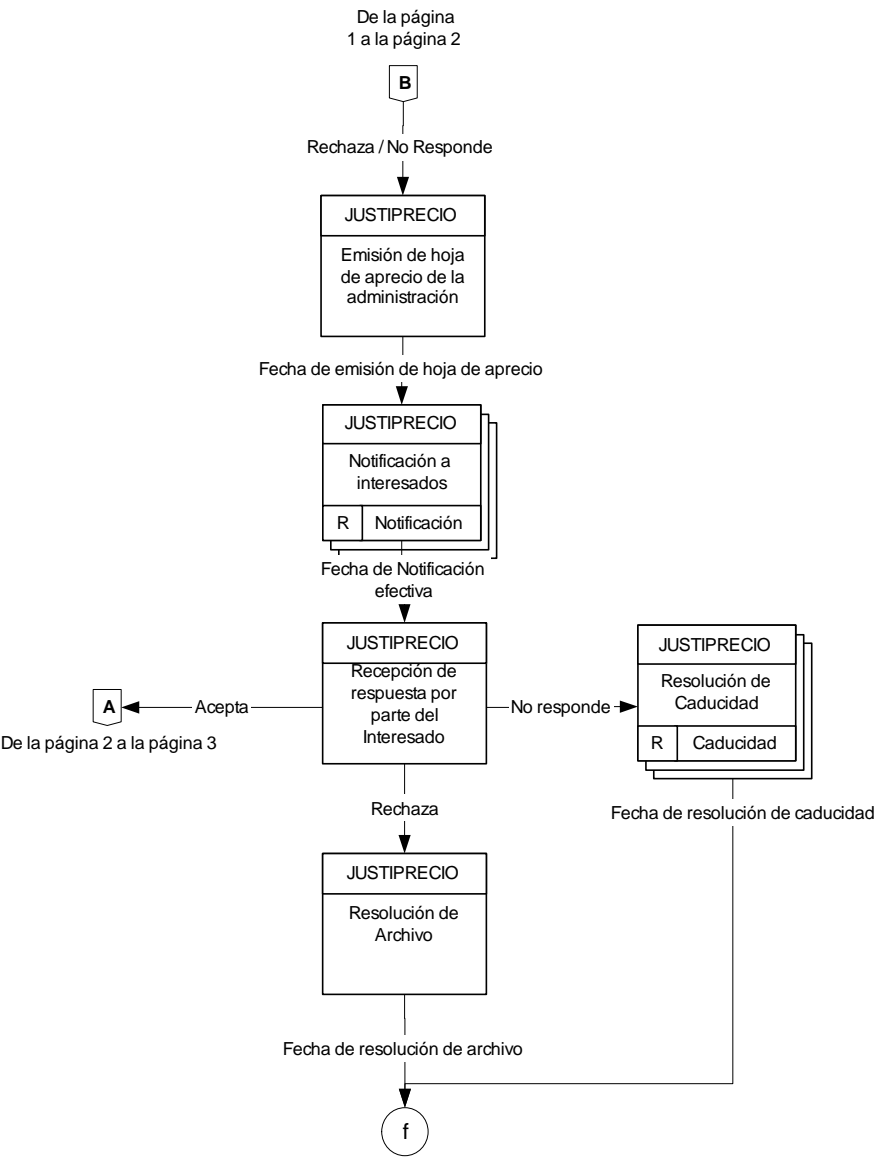 De la página
1 a la página 2
B
Rechaza / No Responde
JUSTIPRECIO
Emisión de hoja
de aprecio de la
administración
Fecha de emisión de hoja de aprecio
JUSTIPRECIO
Notificación a
interesados
R Notificación
Fecha de Notificación
efectiva
JUSTIPRECIO
Recepción de
respuesta por
parte del
Interesado
Acepta
A
De la página 2 a la página 3
No responde
JUSTIPRECIO
Resolución de
Caducidad
R Caducidad
Fecha de resolución de caducidad
Rechaza
JUSTIPRECIO
Resolución de
Archivo
Fecha de resolución de archivo
f